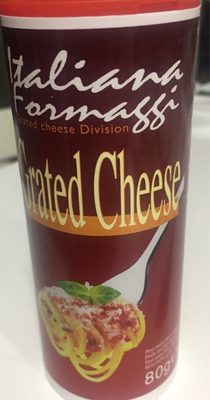 Italiana
Formaggi
Grated cheese Division
Grated Cheese
80g